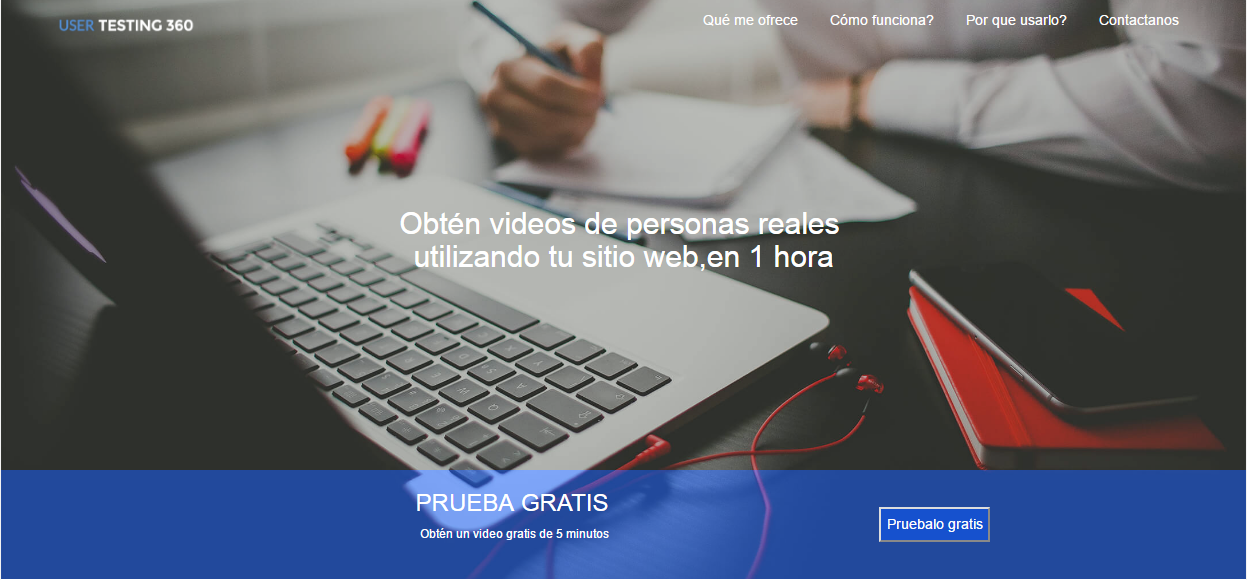 USER TESTING 360
Qué me ofrece
Cómo funciona?
Por que usarlo?
Contactanos
Obtén videos de personas reales
utilizando tu sitio web,en 1 hora
PRUEBA GRATIS
Obtén un video gratis de 5 minutos
Pruebalo gratis